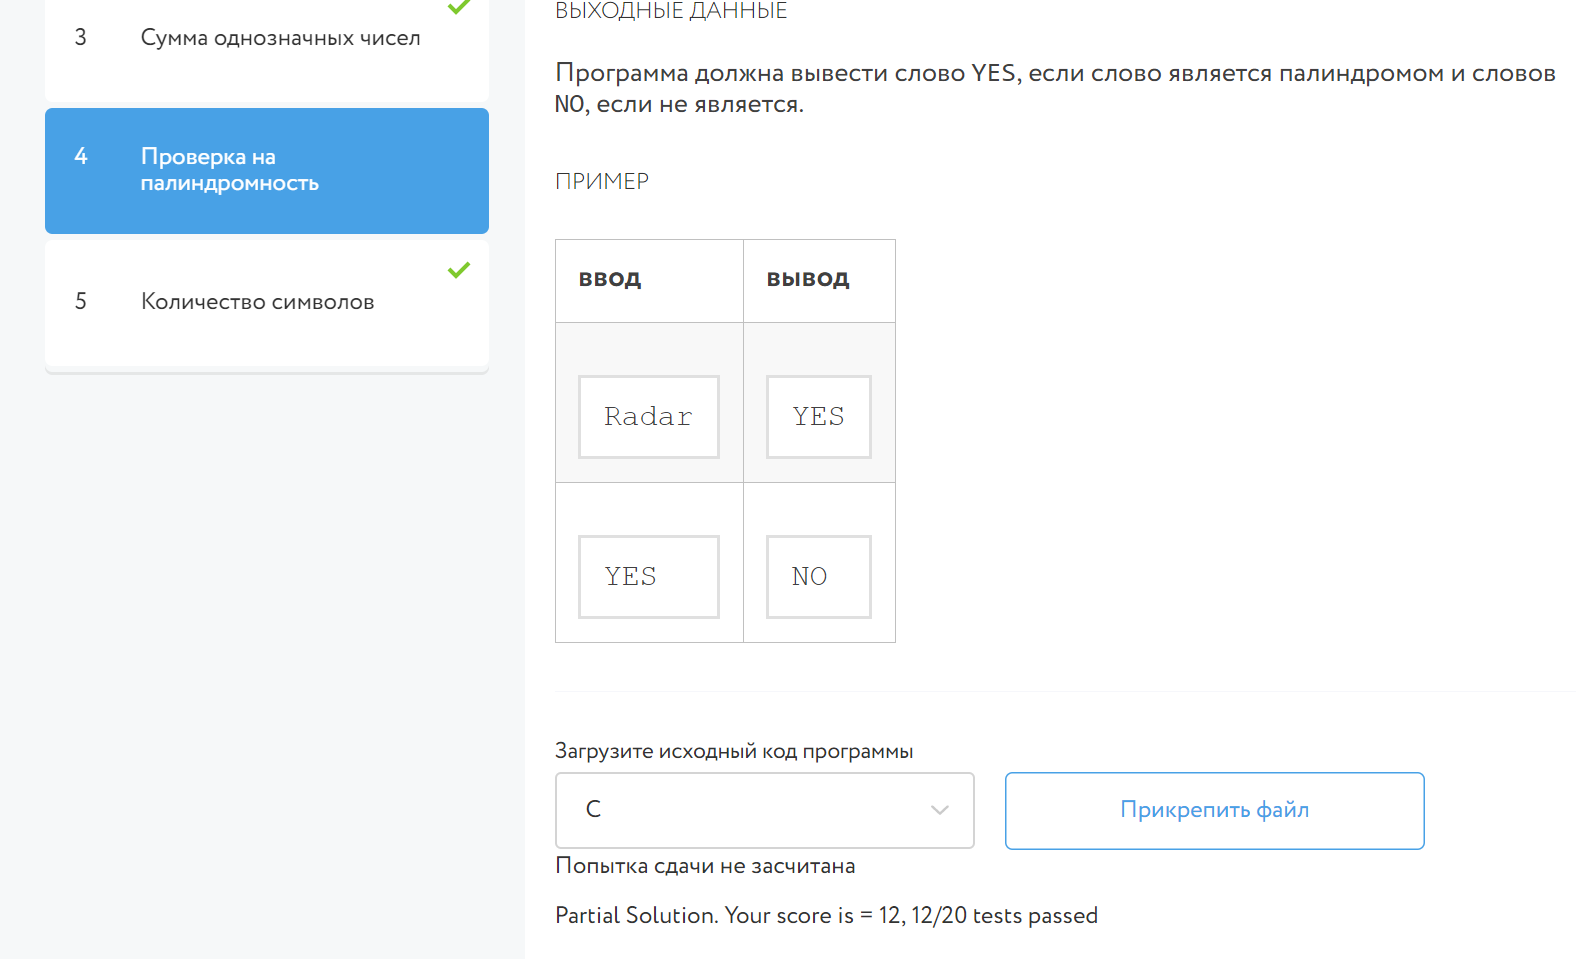 3 Сумма однозначных чисел
4 Проверка на
палиндромность
5 Количество символов
ВЫХОДНЫЕ ДАННЫЕ
Программа должна вывести слово YES, если слово является палиндромом и словов
NO, если не является.
ПРИМЕР
ВВОД ВЫВОД
Radar YES
YES NO
Загрузите исходный код программы
C Прикрепить файл
Попытка сдачи не засчитана
Partial Solution. Your score is = 12, 12/20 tests passed